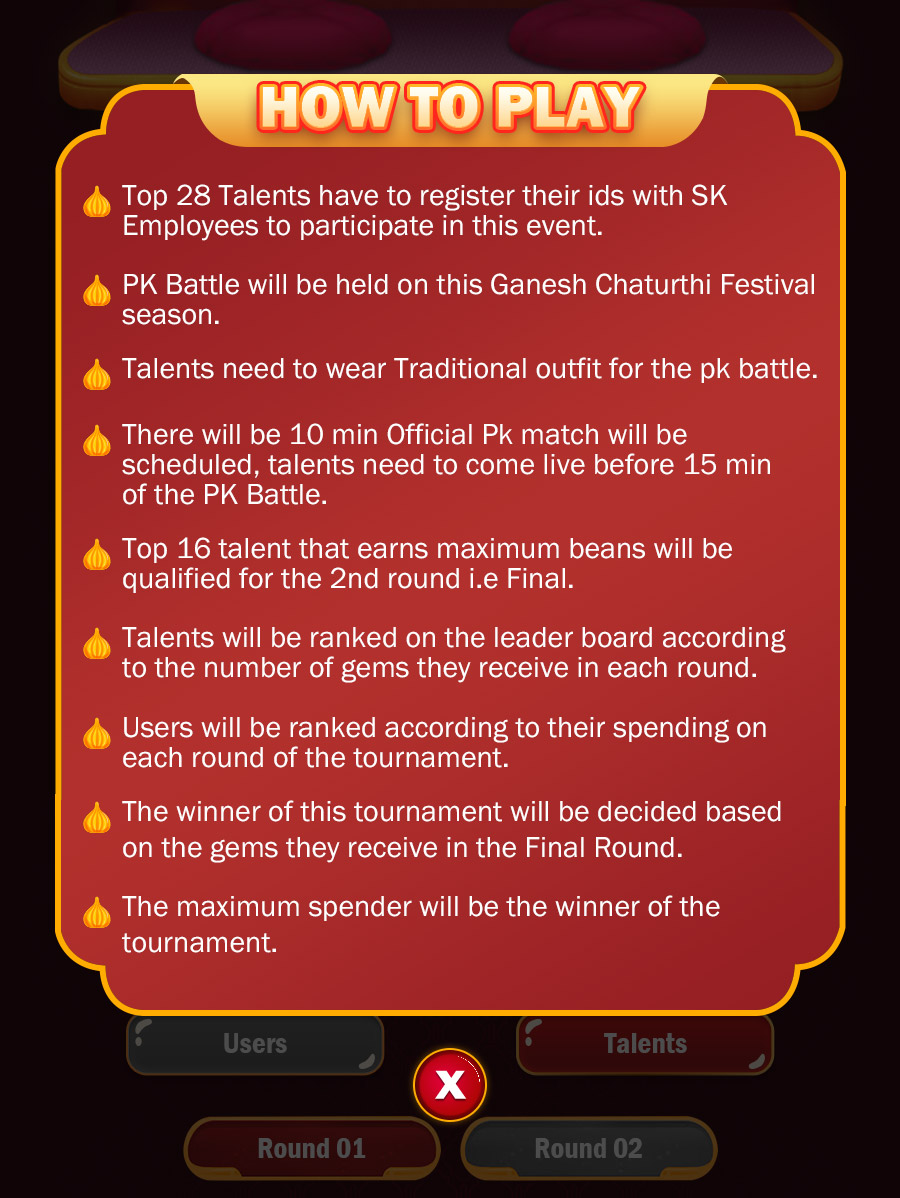 HOW TO PLAY
Top 28 Talents have to register their ids with SK
Employees to participate in this event.
PK Battle will be held on this Ganesh Chaturthi Festival
season.
Talents need to wear Traditional outfit for the pk battle.
There will be 10 min Official Pk match will be
scheduled, talents need to come live before 15 min
of the PK Battle.
Top 16 talent that earns maximum beans will be
qualified for the 2nd round i.e Final.
Talents will be ranked on the leader board according
to the number of gems they receive in each round.
Users will be ranked according to their spending on
each round of the tournament.
The winner of this tournament will be decided based
on the gems they receive in the Final Round.
The maximum spender will be the winner of the
tournament.
Users
Talents
X
Round 01
Round 02